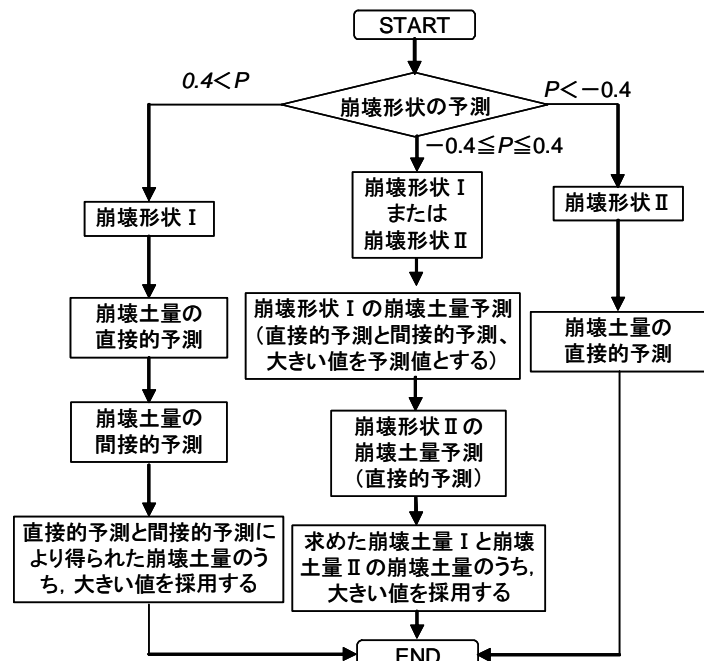 START
0.4<P
P<−0.4
崩壊形状の予測
−0.4≦P≦0.4
崩壊形状Ⅰ
崩壊形状Ⅰ
または
崩壊形状Ⅱ
崩壊形状Ⅱ
崩壊土量の
直接的予測
崩壊形状Ⅰの崩壊土量予測
（直接的予測と間接的予測、
大きい値を予測値とする）
崩壊土量の
直接的予測
崩壊土量の
間接的予測
崩壊形状Ⅱの
崩壊土量予測
（直接的予測）
直接的予測と間接的予測に
より得られた崩壊土量のう
ち，大きい値を採用する
求めた崩壊土量Ⅰと崩壊
土量Ⅱの崩壊土量のうち，
大きい値を採用する
END